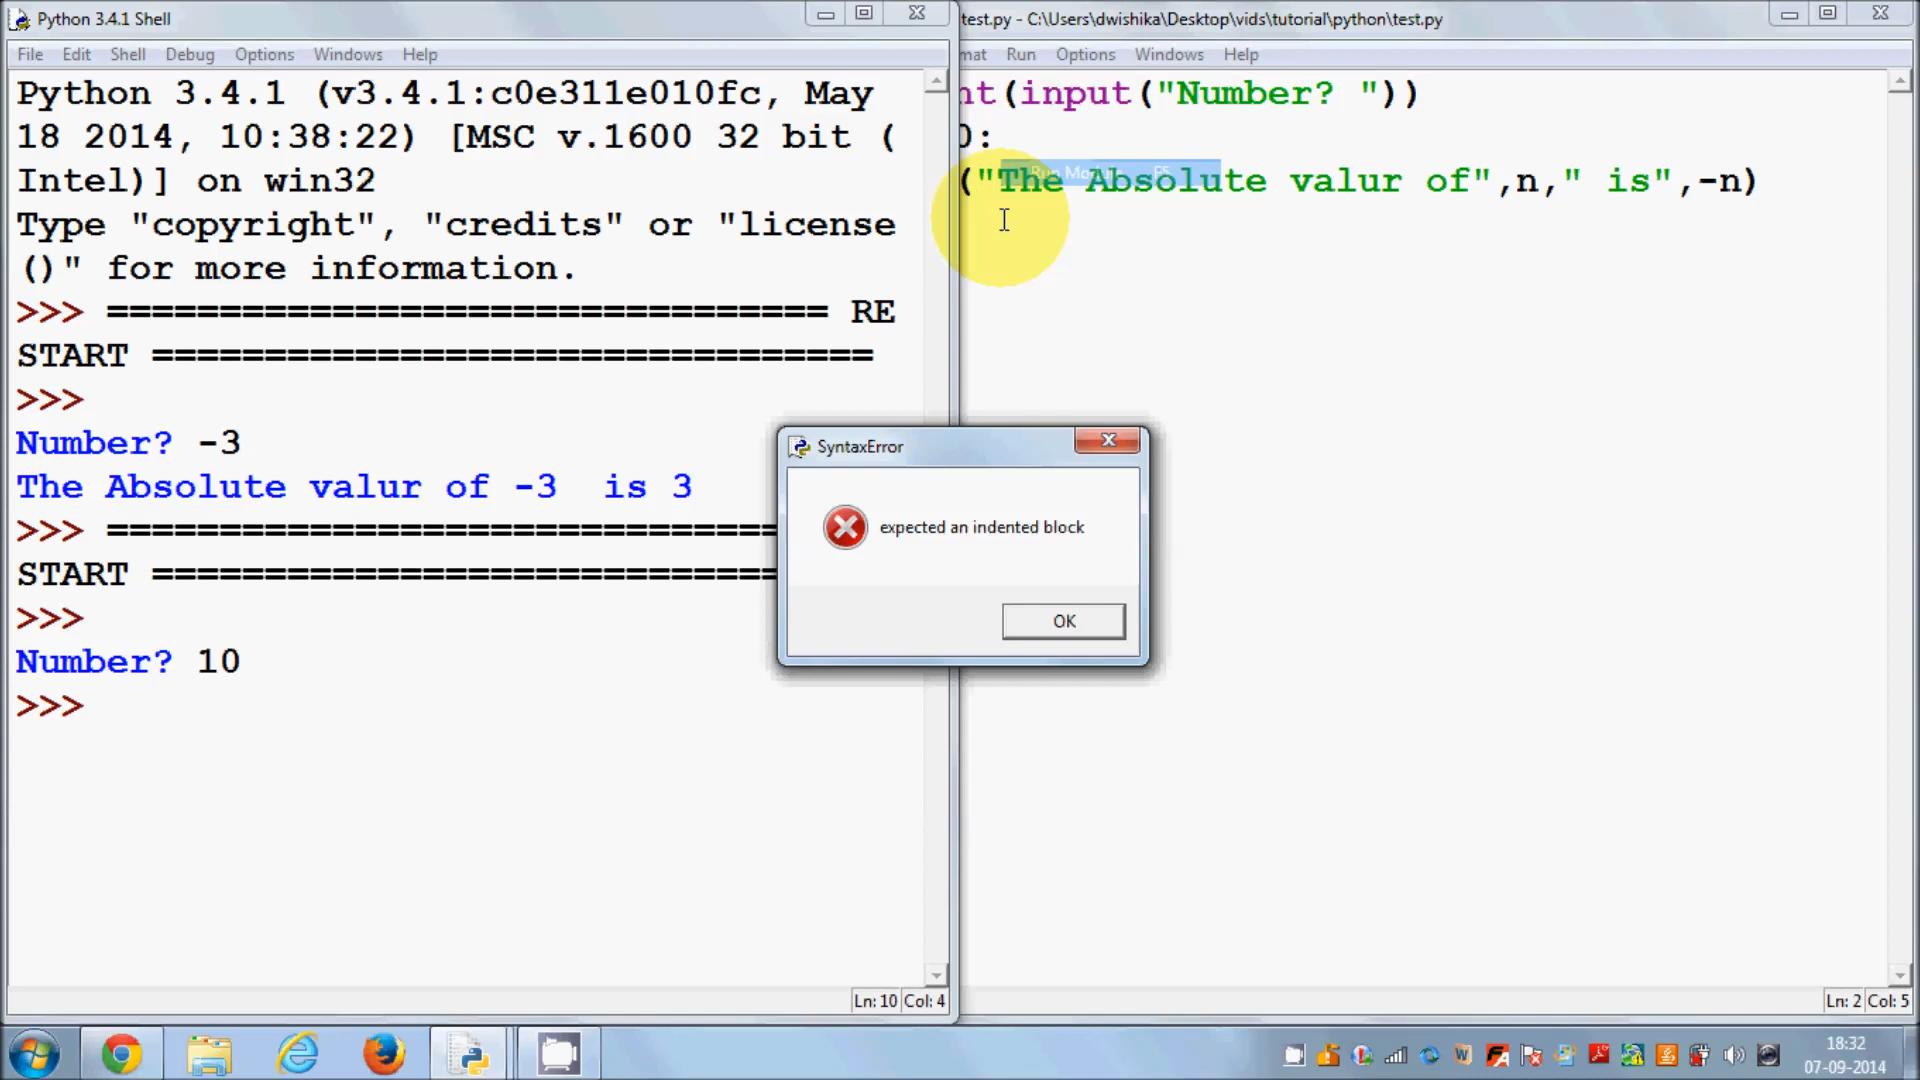 Python 3.4.1 Shell
File Edit Shell Debug Options Windows Help
Python 3.4.1 (v3.4.1:c0e311e010fc, May
18 2014, 10:38:22) [MSC v.1600 32 bit (
Intel)] on win32
Type "copyright", "credits" or "license
()" for more information.
>>> ================================ RE
START ================================
>>>
Number? -3
The Absolute valur of -3  is 3
>>> ==============================
START ============================
>>>
Number? 10
>>>
Ln: 10 Col: 4
test.py - C:\Users\dwishika\Desktop\vids\tutorial\python\test.py
mat Run Options Windows Help
nt(input("Number? "))
0:
("The Absolute valur of",n," is",-n)
Run Module F5
Ln: 2 Col: 5
SyntaxError
expected an indented block
OK
18:32
07-09-2014